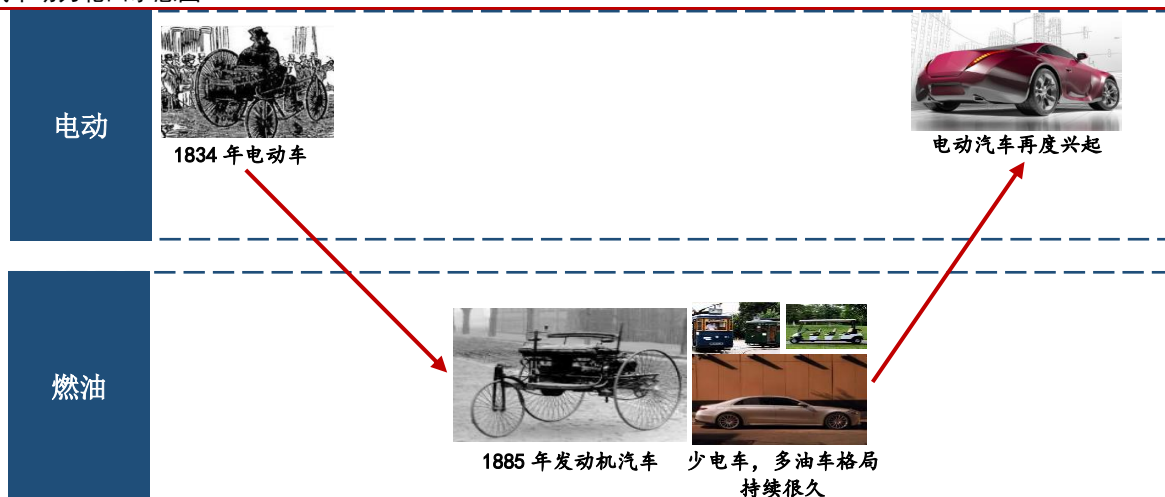 电动
1834 年电动车
电动汽车再度兴起
燃油
1885 年发动机汽车
少电车，多油车格局
持续很久